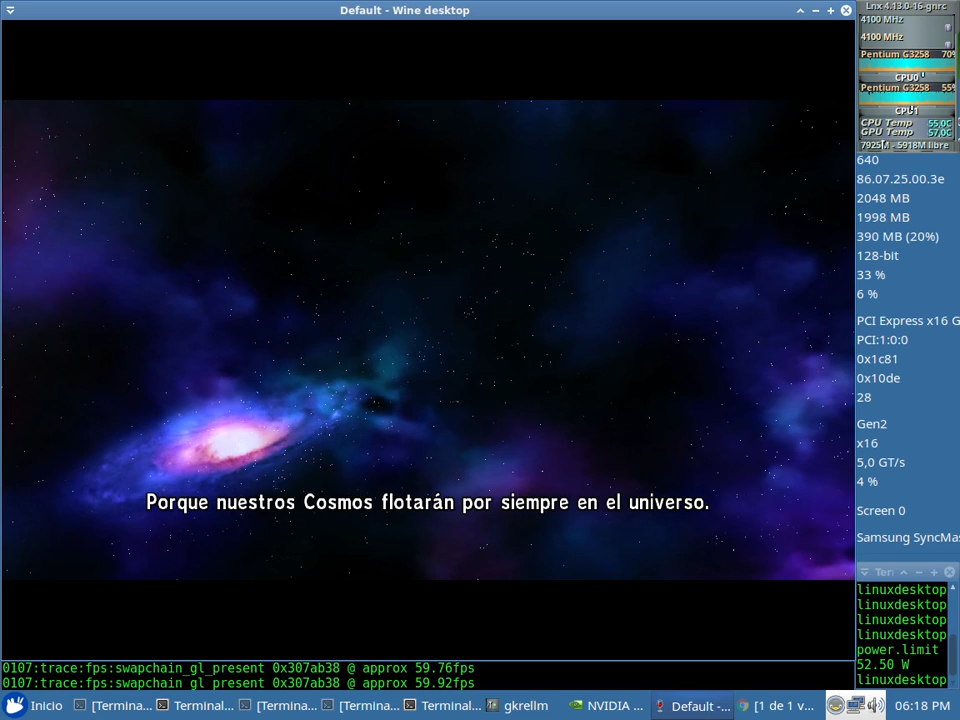 Default - Wine desktop
Lnx 4.13.0-16-gnrc
4100 MHz
4100 MHz
Pentium G3258 70%
CPU0
Pentium G3258 55%
CPU1
CPU Temp 55.0C
GPU Temp 57.0C
7925M - 5918M libre
640
86.07.25.00.3e
2048 MB
1998 MB
390 MB (20%)
128-bit
33 %
6 %
PCI Express x16 G
PCI:1:0:0
0x1c81
0x10de
28
Gen2
x16
5,0 GT/s
4 %
Screen 0
Samsung SyncMas
Porque nuestros Cosmos flotarán por siempre en el universo.
Ter
linuxdesktop
linuxdesktop
linuxdesktop
linuxdesktop
power.limit
52.50 W
linuxdesktop
0107:trace:fps:swapchain_gl_present 0x307ab38 @ approx 59.76fps
0107:trace:fps:swapchain_gl_present 0x307ab38 @ approx 59.92fps
Inicio [Termina... Terminal... [Termina... [Termina... Terminal... gkrellm NVIDIA ... Default -... [1 de 1 v... 06:18 PM